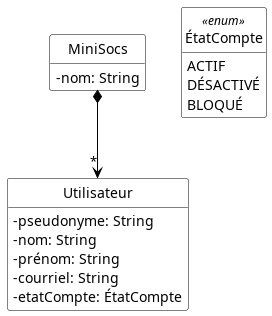 MiniSocs
-nom: String
«enum»
ÉtatCompte
ACTIF
DÉSACTIVÉ
BLOQUÉ
*
Utilisateur
-pseudonyme: String
-nom: String
-prénom: String
-courriel: String
-etatCompte: ÉtatCompte